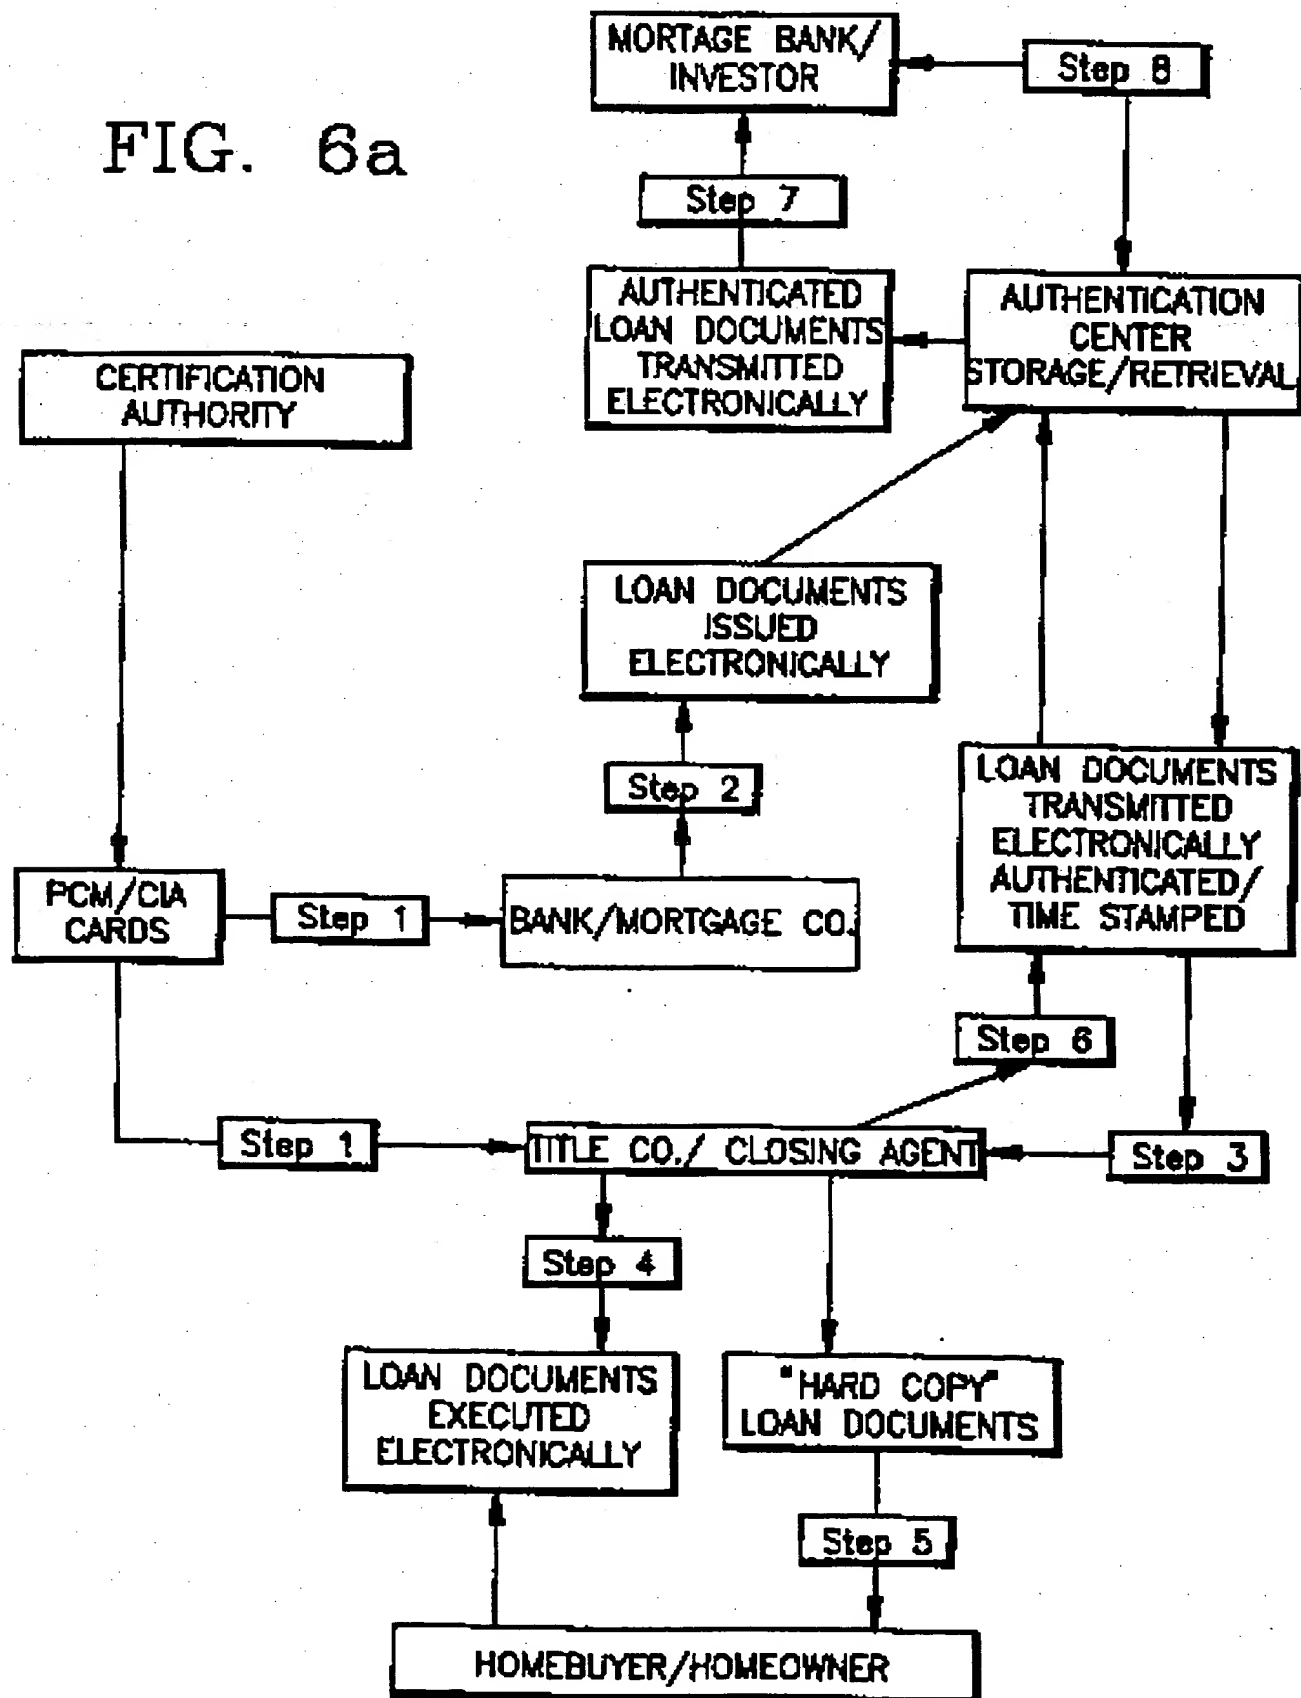 MORTAGE BANK/
INVESTOR
Step 8
FIG. 6a
Step 7
AUTHENTICATED
LOAN DOCUMENTS
TRANSMITTED
ELECTRONICALLY
AUTHENTICATION
CENTER
STORAGE/RETRIEVAL
CERTIFICATION
AUTHORITY
LOAN DOCUMENTS
ISSUED
ELECTRONICALLY
Step 2
LOAN DOCUMENTS
TRANSMITTED
ELECTRONICALLY
AUTHENTICATED/
TIME STAMPED
PCM/CIA
CARDS
Step 1
BANK/MORTGAGE CO.
Step 6
Step 1
TITLE CO./ CLOSING AGENT
Step 3
Step 4
LOAN DOCUMENTS
EXECUTED
ELECTRONICALLY
"HARD COPY"
LOAN DOCUMENTS
Step 5
HOMEBUYER/HOMEOWNER